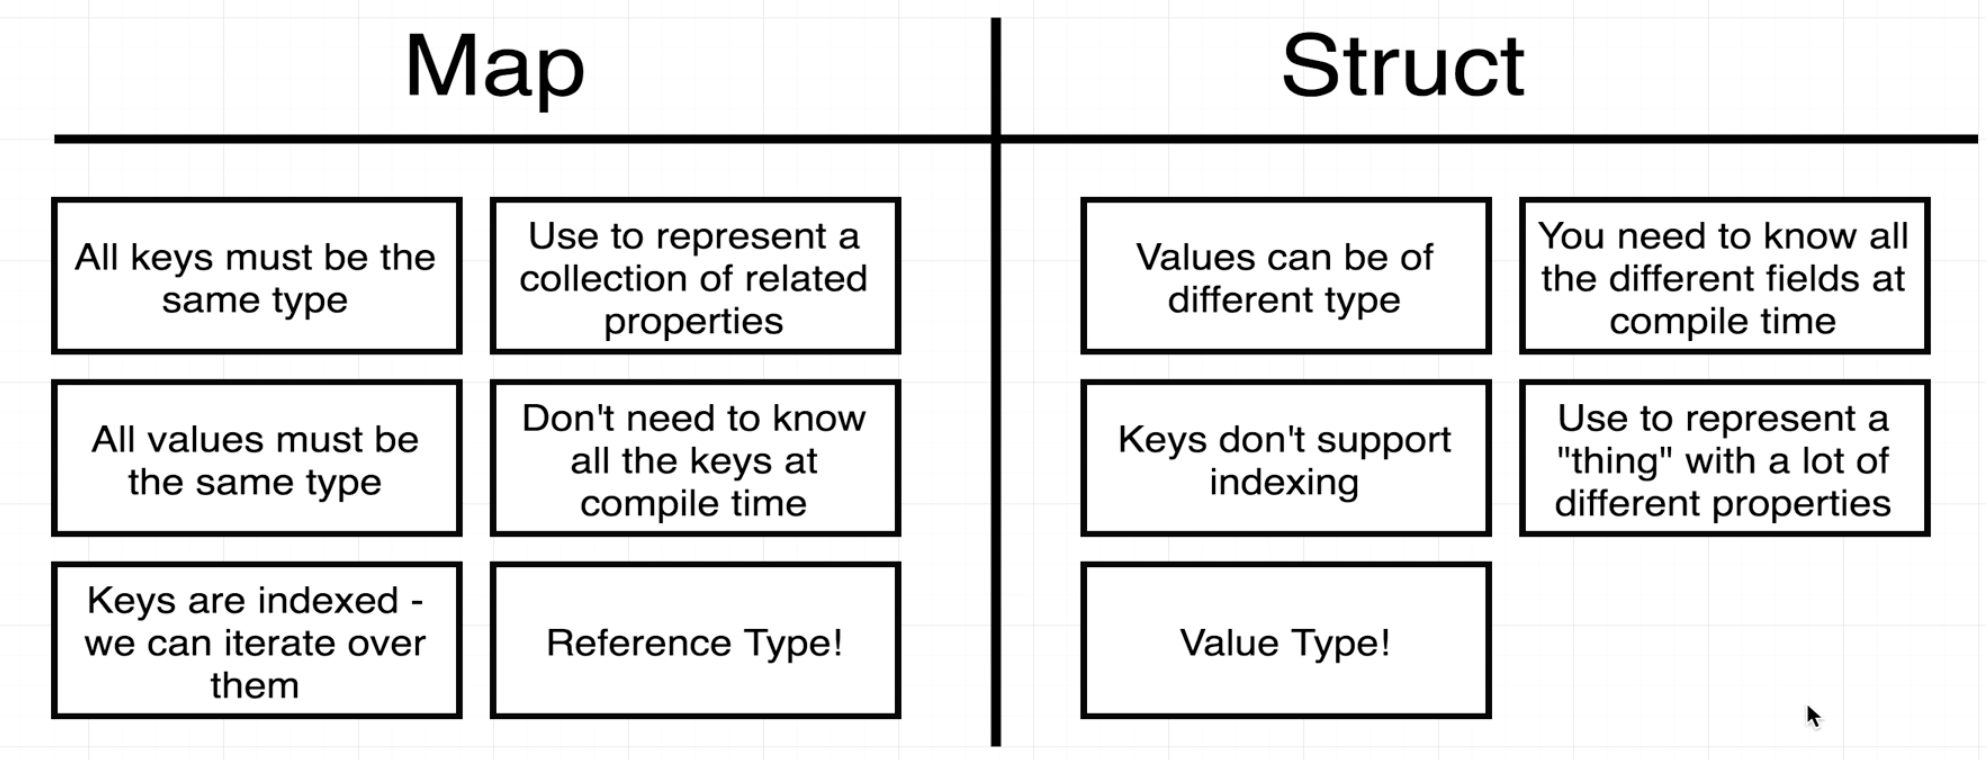 Map
Struct
All keys must be the
same type
Use to represent a
collection of related
properties
Values can be of
different type
You need to know all
the different fields at
compile time
All values must be
the same type
Don't need to know
all the keys at
compile time
Keys don't support
indexing
Use to represent a
"thing" with a lot of
different properties
Keys are indexed -
we can iterate over
them
Reference Type!
Value Type!